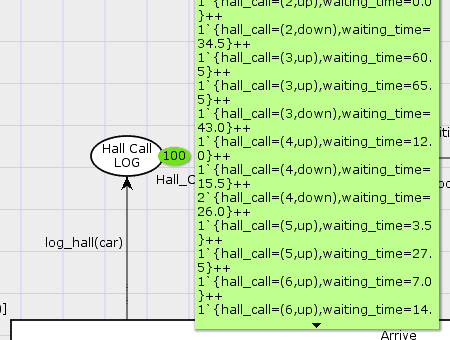 1`{hall_call=(2,up),waiting_time=0.0
}++
1`{hall_call=(2,down),waiting_time=
34.5}++
1`{hall_call=(3,up),waiting_time=60.
5}++
1`{hall_call=(3,up),waiting_time=65.
5}++
1`{hall_call=(3,down),waiting_time=
43.0}++
1`{hall_call=(4,up),waiting_time=12.
0}++
1`{hall_call=(4,down),waiting_time=
15.5}++
2`{hall_call=(4,down),waiting_time=
26.0}++
1`{hall_call=(5,up),waiting_time=3.5
}++
1`{hall_call=(5,up),waiting_time=27.
5}++
1`{hall_call=(6,up),waiting_time=7.0
}++
1`{hall_call=(6,up),waiting_time=14.
Hall Call
LOG
100
Hall_C
log_hall(car)
)]
Arrive